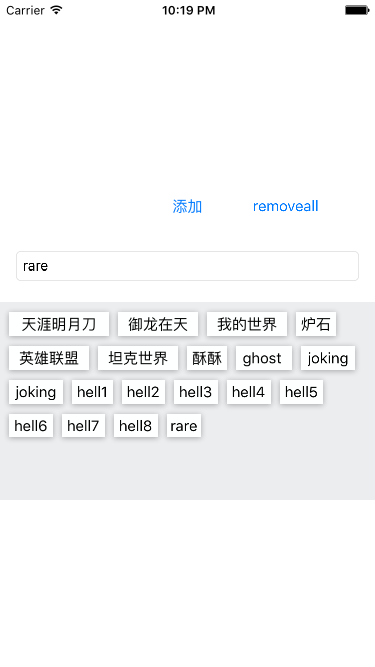 Carrier 10:19 PM
添加 removeall
rare
天涯明月刀 御龙在天 我的世界 炉石
英雄联盟 坦克世界 酥酥 ghost joking
joking hell1 hell2 hell3 hell4 hell5
hell6 hell7 hell8 rare